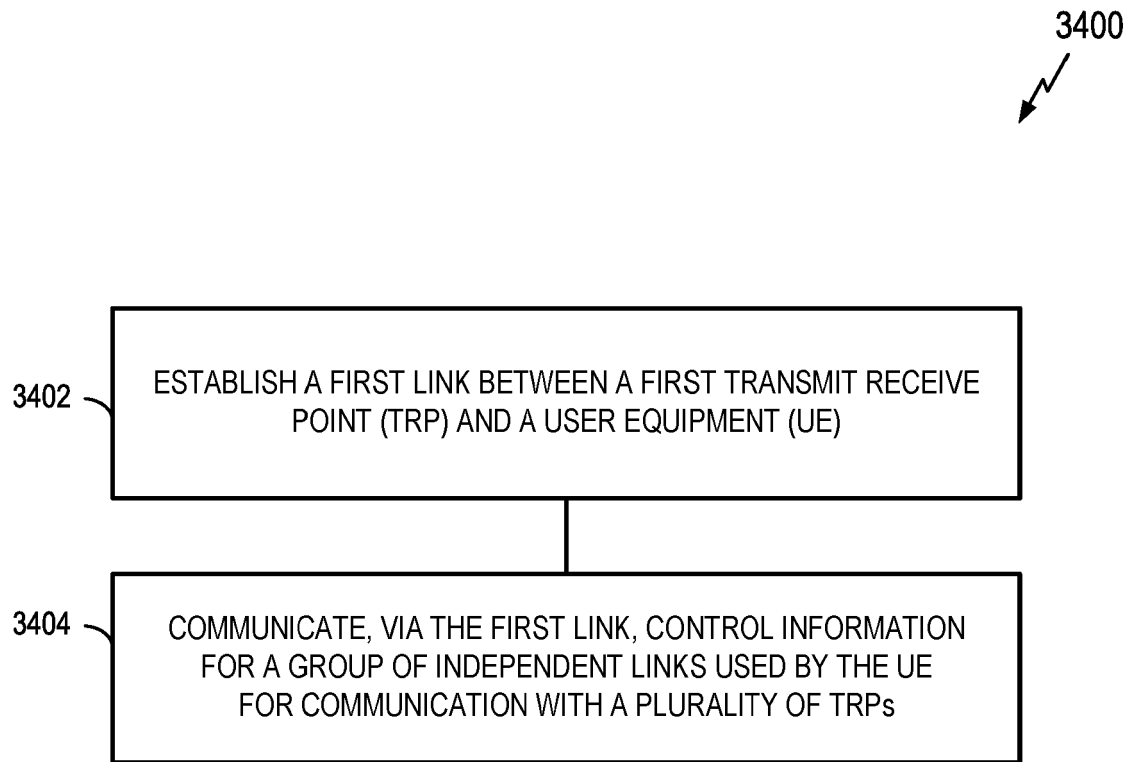 3400
3402
ESTABLISH A FIRST LINK BETWEEN A FIRST TRANSMIT RECEIVE
POINT (TRP) AND A USER EQUIPMENT (UE)
3404
COMMUNICATE, VIA THE FIRST LINK, CONTROL INFORMATION
FOR A GROUP OF INDEPENDENT LINKS USED BY THE UE
FOR COMMUNICATION WITH A PLURALITY OF TRPs